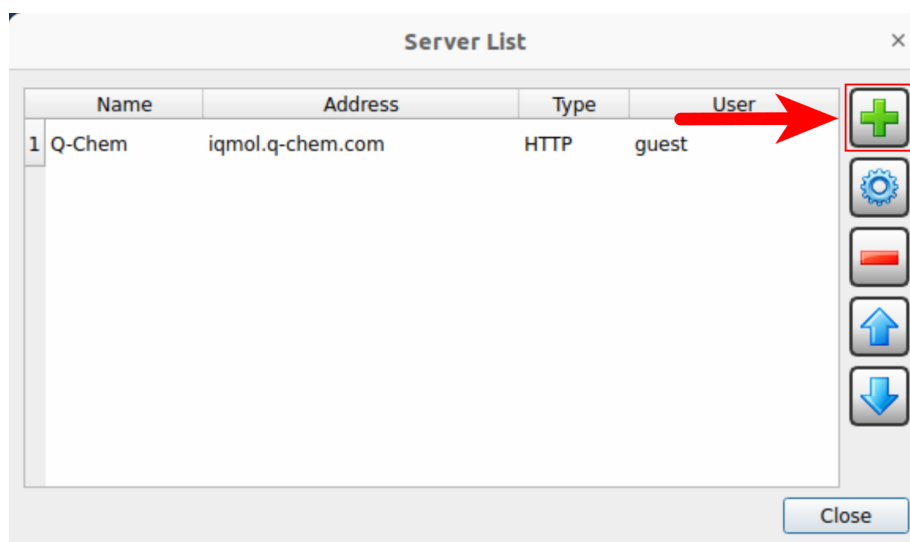 Server List
Name Address Type User
1 Q-Chem iqmol.q-chem.com HTTP guest
Close